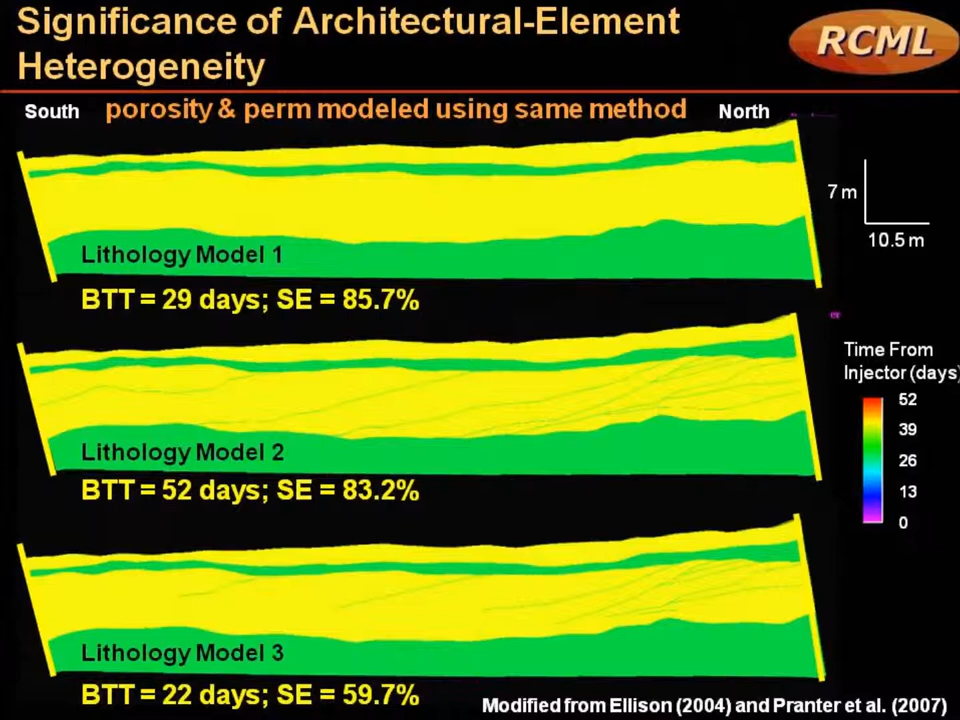 Significance of Architectural-Element
Heterogeneity
RCML
South porosity & perm modeled using same method North
7 m
10.5 m
Lithology Model 1
BTT = 29 days; SE = 85.7%
Time From
Injector (days)
52
39
26
13
0
Lithology Model 2
BTT = 52 days; SE = 83.2%
Lithology Model 3
BTT = 22 days; SE = 59.7%
Modified from Ellison (2004) and Pranter et al. (2007)